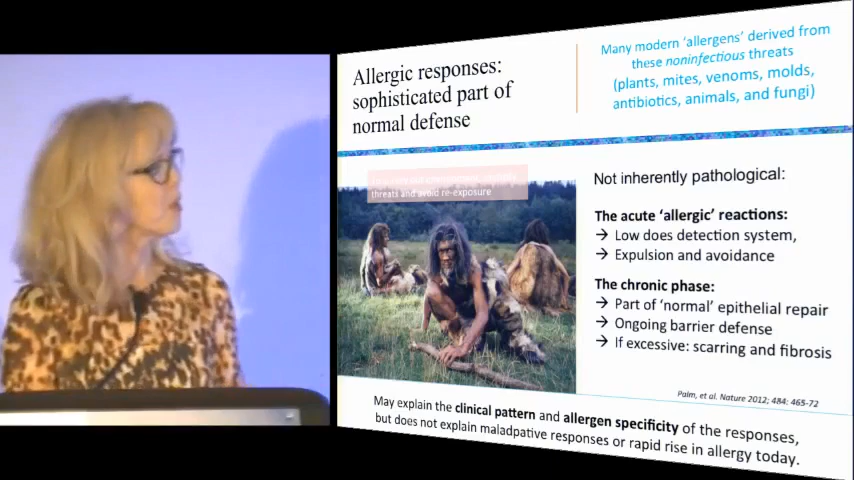 Allergic responses:
sophisticated part of
normal defense
Many modern 'allergens' derived from
these noninfectious threats
(plants, mites, venoms, molds,
antibiotics, animals, and fungi)
threats and avoid re-exposure
Not inherently pathological:
The acute 'allergic' reactions:
→ Low does detection system,
→ Expulsion and avoidance
The chronic phase:
→ Part of 'normal' epithelial repair
→ Ongoing barrier defense
→ If excessive: scarring and fibrosis
Palm, et al. Nature 2012; 484: 465-72
May explain the clinical pattern and allergen specificity of the responses,
but does not explain maladpative responses or rapid rise in allergy today.